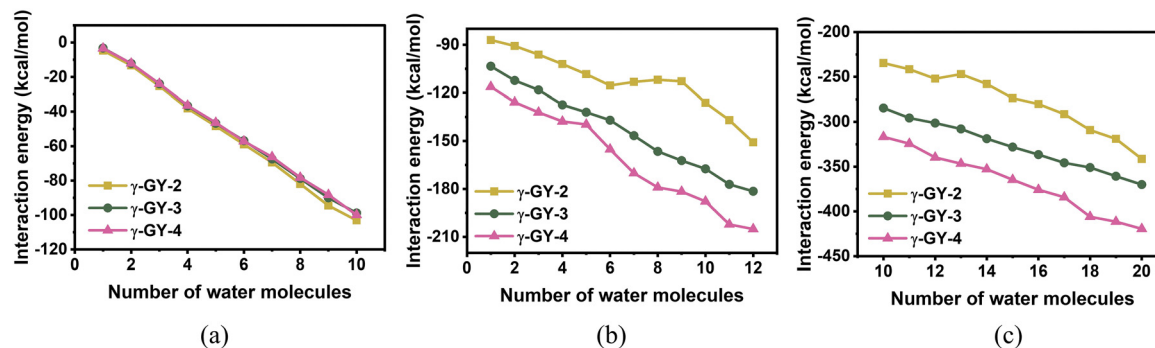 Interaction energy (kcal/mol)
0
-20
-40
-60
-80
-100
-120
γ-GY-2
γ-GY-3
γ-GY-4
0 2 4 6 8 10
Number of water molecules
(a)
Interaction energy (kcal/mol)
-90
-120
-150
-180
-210
γ-GY-2
γ-GY-3
γ-GY-4
0 2 4 6 8 10 12
Number of water molecules
(b)
Interaction energy (kcal/mol)
-200
-250
-300
-350
-400
-450
γ-GY-2
γ-GY-3
γ-GY-4
10 12 14 16 18 20
Number of water molecules
(c)